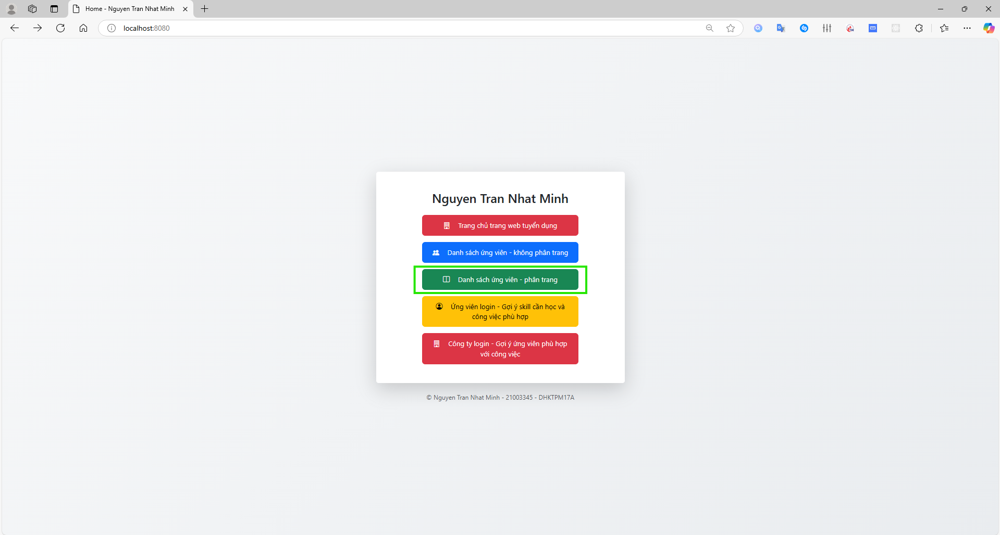 Home - Nguyen Tran Nhat Minh
localhost:8080
Nguyen Tran Nhat Minh
Trang chủ trang web tuyển dụng
Danh sách ứng viên - không phân trang
Danh sách ứng viên - phân trang
Ứng viên login - Gợi ý skill cần học và
công việc phù hợp
Công ty login - Gợi ý ứng viên phù hợp
với công việc
© Nguyen Tran Nhat Minh - 21003345 - DHKTPM17A